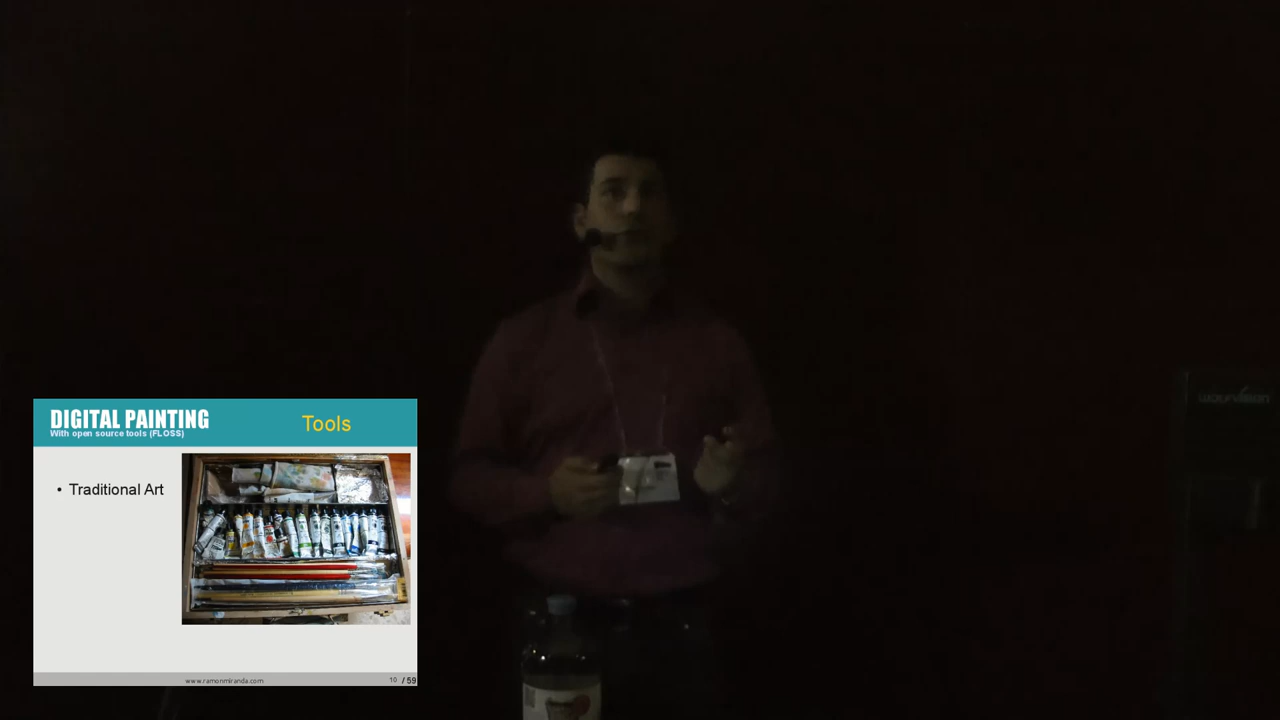 DIGITAL PAINTING
With open source tools (FLOSS)
Tools
• Traditional Art
www.ramonmiranda.com
10 / 59